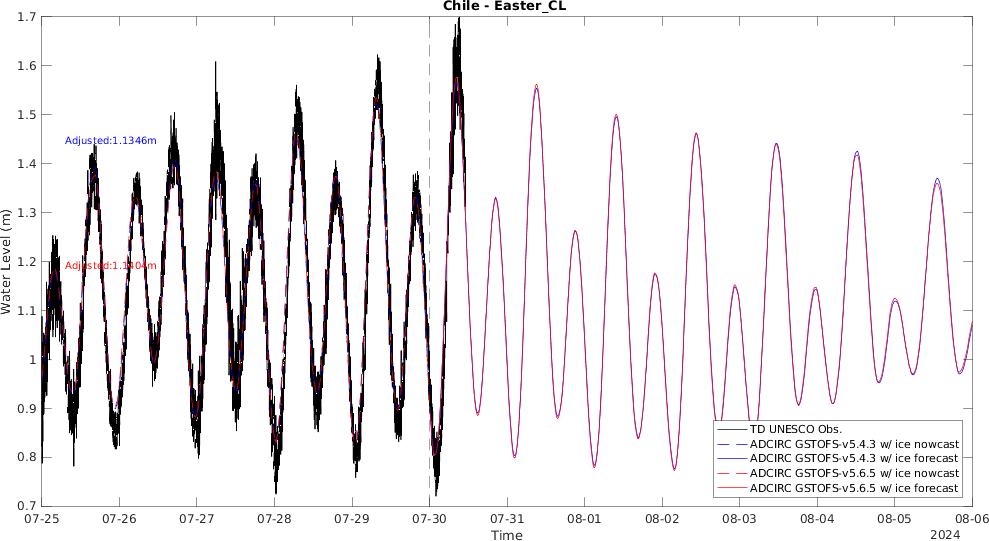 Chile - Easter_CL
1.7
1.6
1.5
1.4
1.3
1.2
1.1
1
0.9
0.8
0.7
Water Level (m)
Adjusted:1.1346m
Adjusted:1.1404m
TD UNESCO Obs.
ADCIRC GSTOFS-v5.4.3 w/ ice nowcast
ADCIRC GSTOFS-v5.4.3 w/ ice forecast
ADCIRC GSTOFS-v5.6.5 w/ ice nowcast
ADCIRC GSTOFS-v5.6.5 w/ ice forecast
07-25 07-26 07-27 07-28 07-29 07-30 07-31 08-01 08-02 08-03 08-04 08-05 08-06
Time
2024